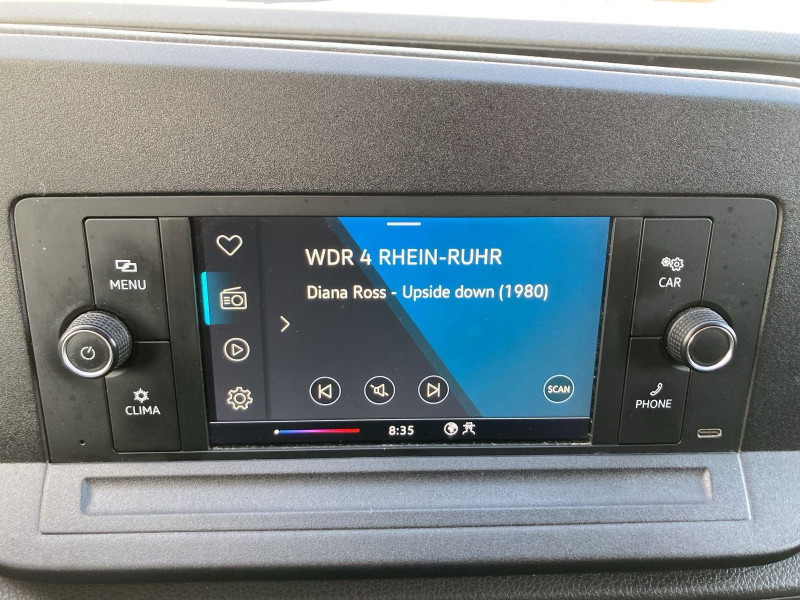 WDR 4 RHEIN-RUHR
Diana Ross - Upside down (1980)
MENU
CAR
CLIMA
PHONE
SCAN
8:35